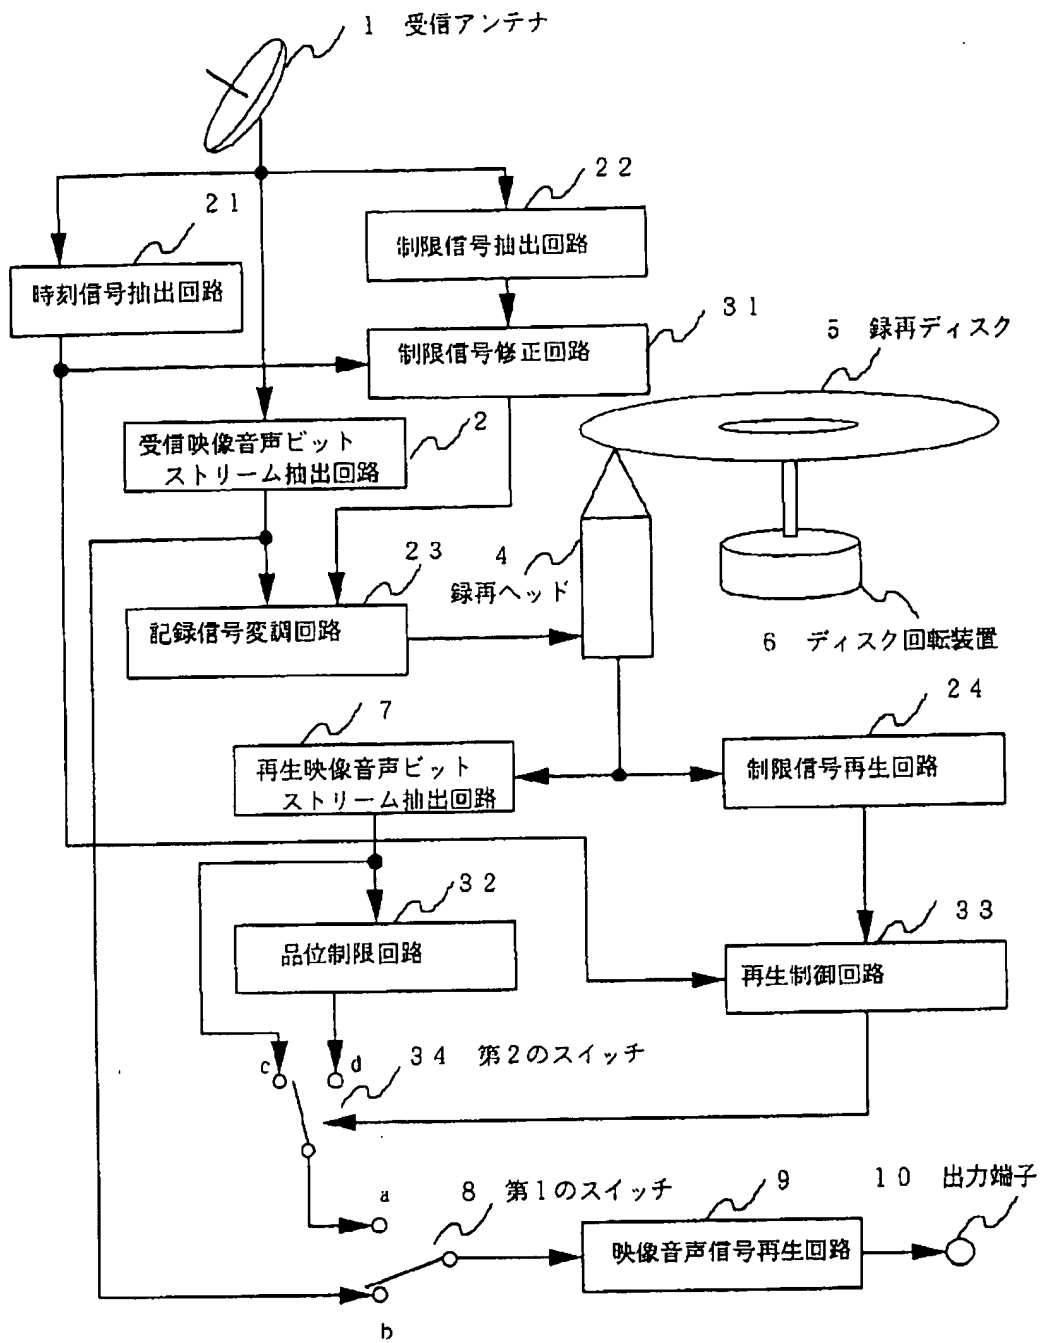 1 受信アンテナ
22
21
制限信号抽出回路
時刻信号抽出回路
31
5 録再ディスク
制限信号修正回路
2
受信映像音声ビット
ストリーム抽出回路
4
録再ヘッド
23
記録信号変調回路
6 ディスク回転装置
24
7
再生映像音声ビット
ストリーム抽出回路
制限信号再生回路
32
33
品位制限回路
再生制御回路
c
d
34 第2のスイッチ
a
8 第1のスイッチ
9
10 出力端子
映像音声信号再生回路
b